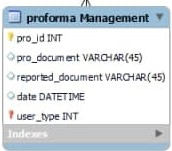 proforma Management
pro_id INT
pro_document VARCHAR(45)
reported_document VARCHAR(45)
date DATETIME
user_type INT
Indexes